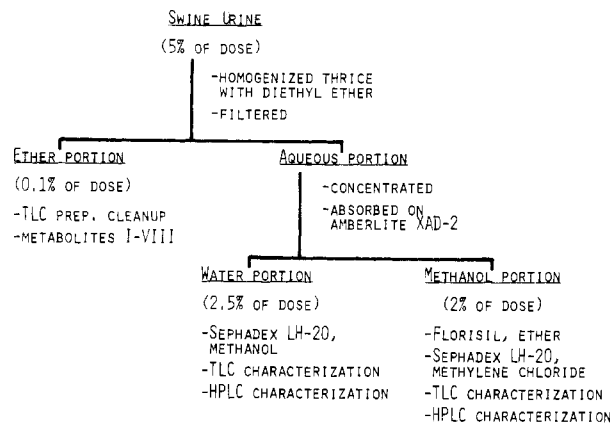 SWINE URINE
(5% OF DOSE)
-HOMOGENIZED THRICE
WITH DIETHYL ETHER
-FILTERED
ETHER PORTION
(0.1% OF DOSE)
-TLC PREP. CLEANUP
-METABOLITES I-VIII
AQUEOUS PORTION
-CONCENTRATED
-ABSORBED ON
AMBERLITE XAD-2
WATER PORTION
(2.5% OF DOSE)
-SEPHADEX LH-20,
METHANOL
-TLC CHARACTERIZATION
-HPLC CHARACTERIZATION
METHANOL PORTION
(2% OF DOSE)
-FLORISIL, ETHER
-SEPHADEX LH-20,
METHYLENE CHLORIDE
-TLC CHARACTERIZATION
-HPLC CHARACTERIZATION